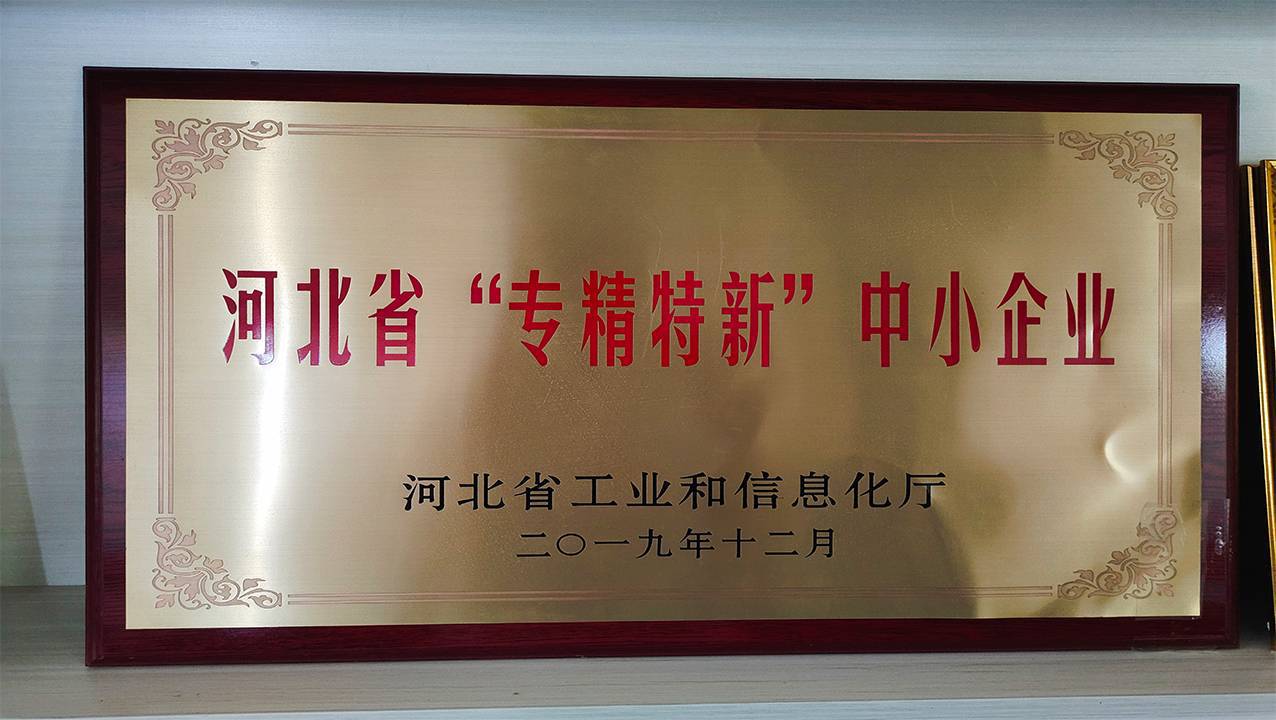 河北省“专精特新”中小企业
河北省工业和信息化厅
二〇一九年十二月